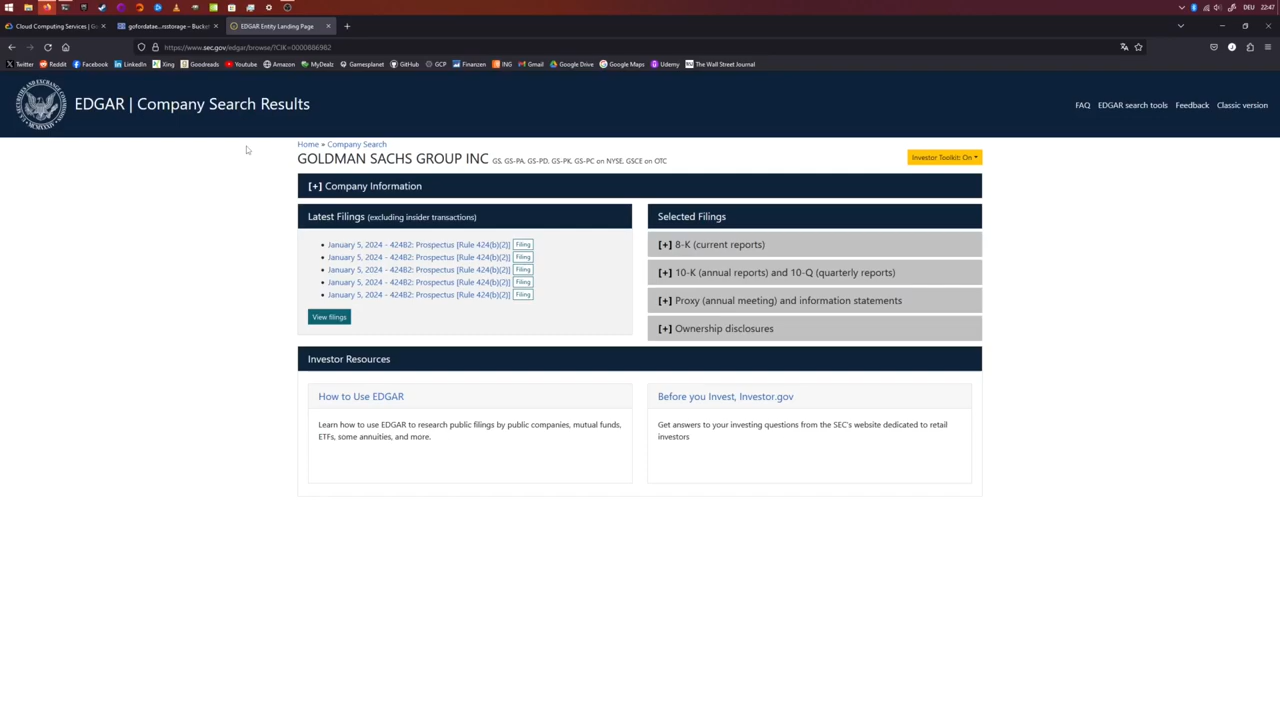 DEU 22:47
Cloud Computing Services | G
gofordatae...rsstorage – Bucke
EDGAR Entity Landing Page
https://www.sec.gov/edgar/browse/?CIK=0000886982
Twitter Reddit Facebook LinkedIn Xing Goodreads Youtube Amazon MyDealz Gamesplanet GitHub GCP Finanzen ING Gmail Google Drive Google Maps Udemy The Wall Street Journal
EDGAR | Company Search Results
FAQ EDGAR search tools Feedback Classic version
Home » Company Search
GOLDMAN SACHS GROUP INC GS, GS-PA, GS-PD, GS-PK, GS-PC on NYSE, GSCE on OTC
Investor Toolkit: On
[+] Company Information
Latest Filings (excluding insider transactions)
• January 5, 2024 - 424B2: Prospectus [Rule 424(b)(2)] Filing
• January 5, 2024 - 424B2: Prospectus [Rule 424(b)(2)] Filing
• January 5, 2024 - 424B2: Prospectus [Rule 424(b)(2)] Filing
• January 5, 2024 - 424B2: Prospectus [Rule 424(b)(2)] Filing
• January 5, 2024 - 424B2: Prospectus [Rule 424(b)(2)] Filing
View filings
Selected Filings
[+] 8-K (current reports)
[+] 10-K (annual reports) and 10-Q (quarterly reports)
[+] Proxy (annual meeting) and information statements
[+] Ownership disclosures
Investor Resources
How to Use EDGAR
Learn how to use EDGAR to research public filings by public companies, mutual funds,
ETFs, some annuities, and more.
Before you Invest, Investor.gov
Get answers to your investing questions from the SEC's website dedicated to retail
investors